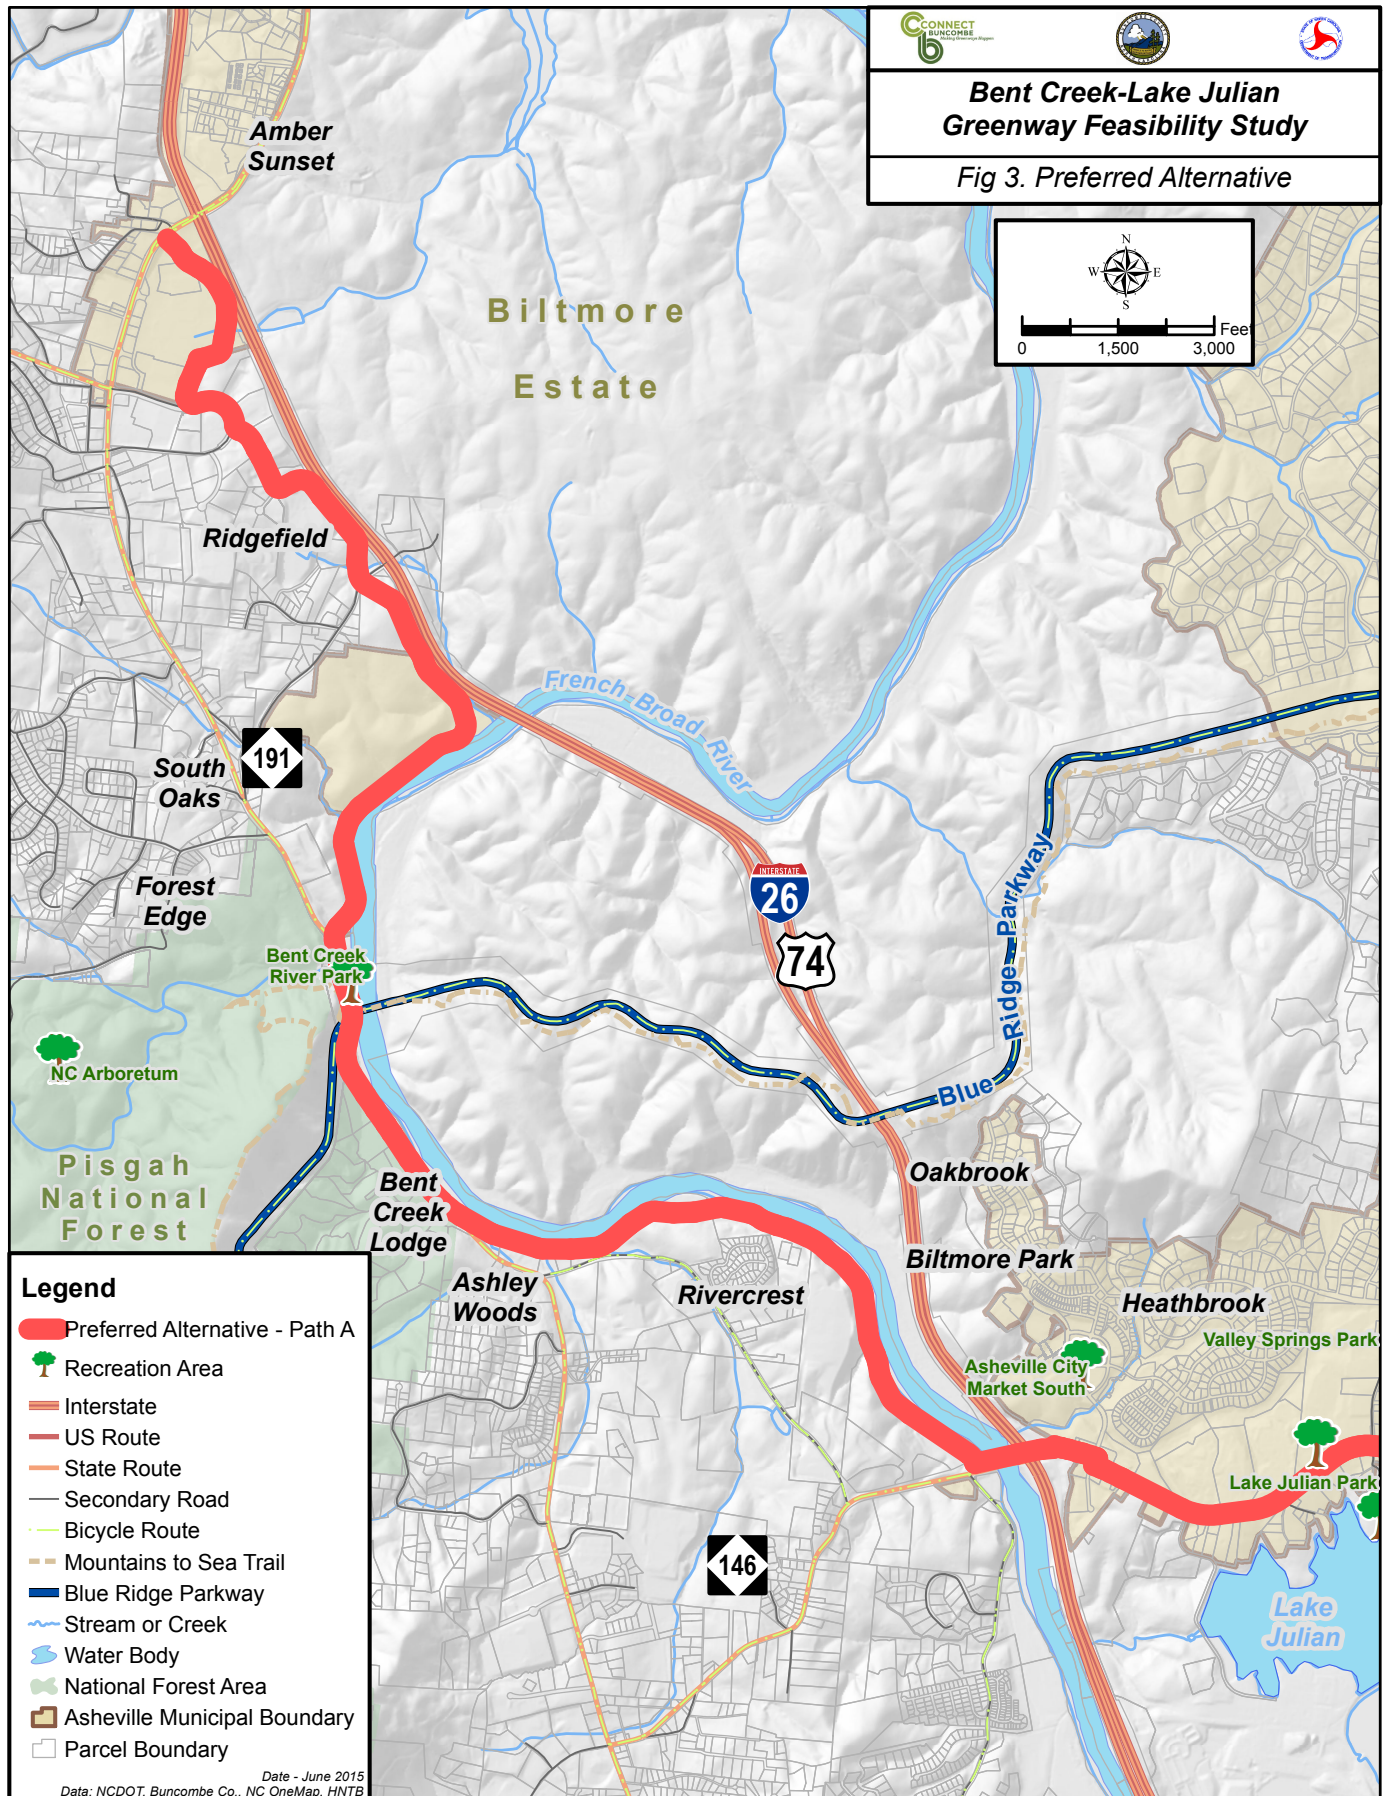 CONNECT
BUNCOMBE
Making Greenways Happen
Bent Creek-Lake Julian
Greenway Feasibility Study
Fig 3. Preferred Alternative
N
W E
S
Feet
0 1,500 3,000
Amber
Sunset
Biltmore
Estate
Ridgefield
French Broad River
191
South
Oaks
Forest
Edge
INTERSTATE
26
74
Blue Ridge Parkway
Bent Creek
River Park
NC Arboretum
Pisgah
National
Forest
Bent
Creek
Lodge
Oakbrook
Biltmore Park
Ashley
Woods
Rivercrest
Heathbrook
Valley Springs Park
Asheville City
Market South
Lake Julian Park
146
Lake
Julian
Legend
Preferred Alternative - Path A
Recreation Area
Interstate
US Route
State Route
Secondary Road
Bicycle Route
Mountains to Sea Trail
Blue Ridge Parkway
Stream or Creek
Water Body
National Forest Area
Asheville Municipal Boundary
Parcel Boundary
Date - June 2015
Data: NCDOT, Buncombe Co., NC OneMap, HNTB